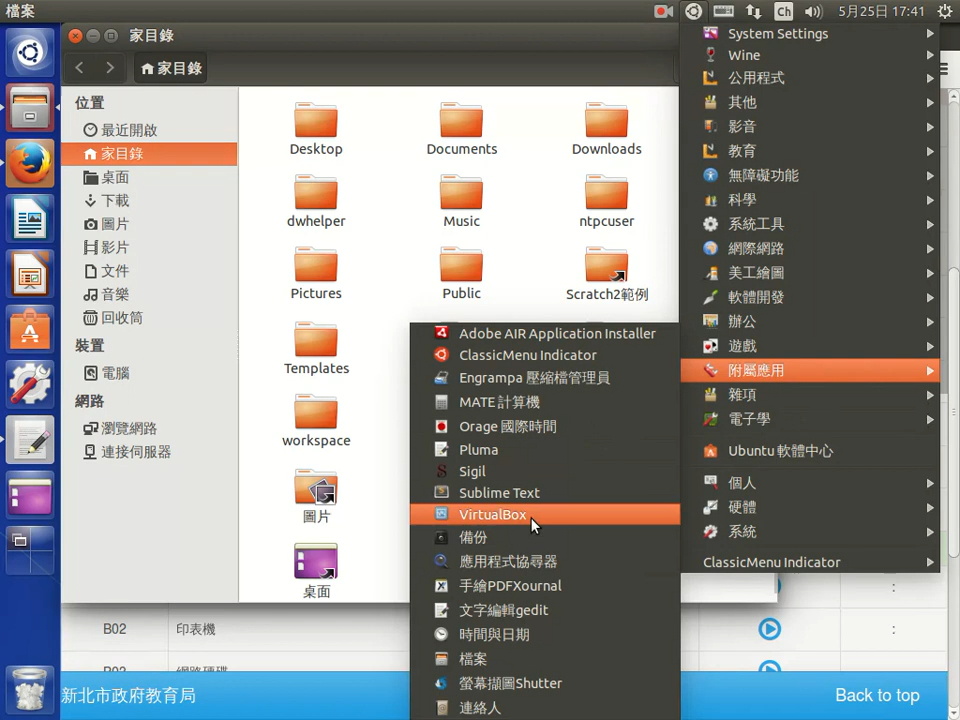 檔案
Ch
5月25日 17:41
家目錄
家目錄
位置
最近開啟
家目錄
桌面
下載
圖片
影片
文件
音樂
回收筒
裝置
電腦
網路
瀏覽網路
連接伺服器
Desktop
Documents
Downloads
dwhelper
Music
ntpcuser
Pictures
Public
Scratch2範例
Templates
workspace
圖片
桌面
System Settings
Wine
公用程式
其他
影音
教育
無障礙功能
科學
系統工具
網際網路
美工繪圖
軟體開發
辦公
遊戲
附屬應用
雜項
電子學
Ubuntu 軟體中心
個人
硬體
系統
ClassicMenu Indicator
Adobe AIR Application Installer
ClassicMenu Indicator
Engrampa 壓縮檔管理員
MATE 計算機
Orage 國際時間
Pluma
Sigil
Sublime Text
VirtualBox
備份
應用程式協尋器
手繪PDFXournal
文字編輯gedit
時間與日期
檔案
螢幕擷圖Shutter
連絡人
B02 印表機 :
新北市政府教育局
Back to top